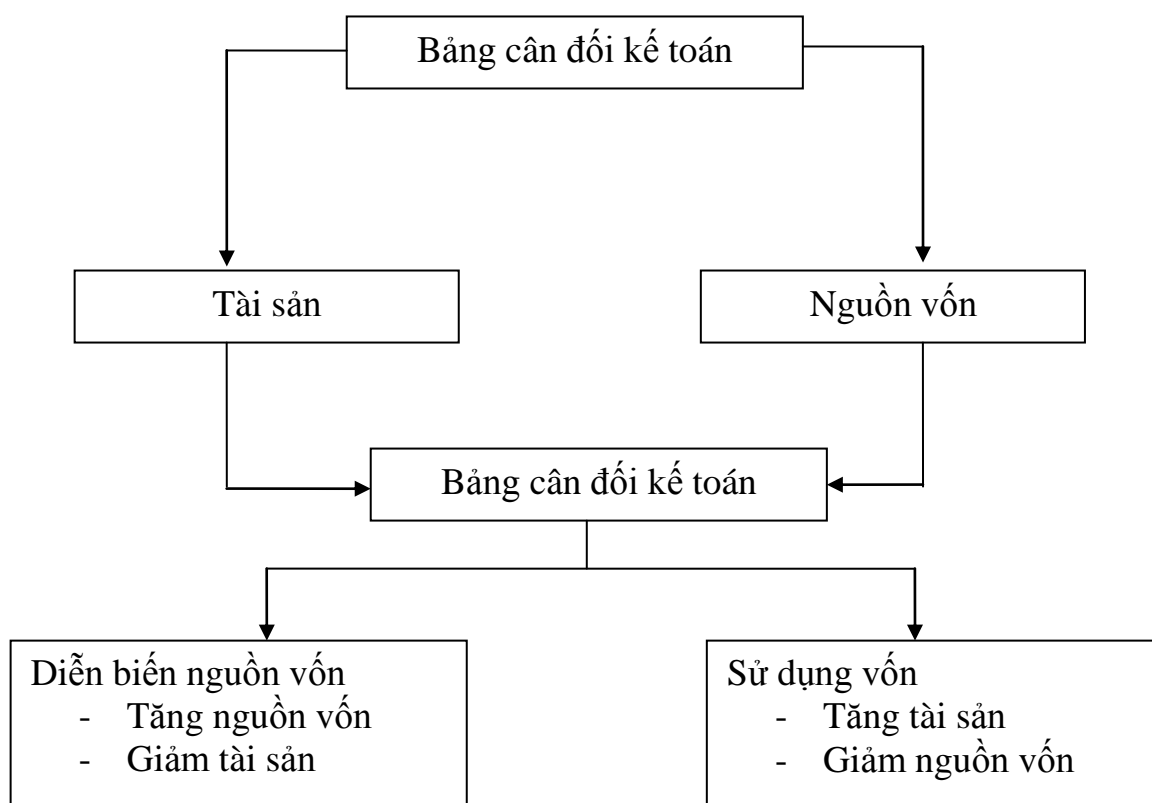 Bảng cân đối kế toán
Tài sản
Nguồn vốn
Bảng cân đối kế toán
Diễn biến nguồn vốn
- Tăng nguồn vốn
- Giảm tài sản
Sử dụng vốn
- Tăng tài sản
- Giảm nguồn vốn